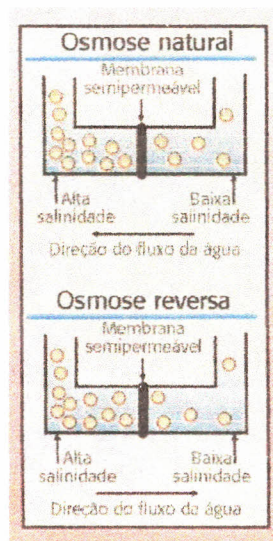 Osmose natural
Membrana
semipermeável
Alta
salinidade
Baixa
salinidade
Direção do fluxo da água
Osmose reversa
Membrana
semipermeável
Alta
salinidade
Baixa
salinidade
Direção do fluxo da água